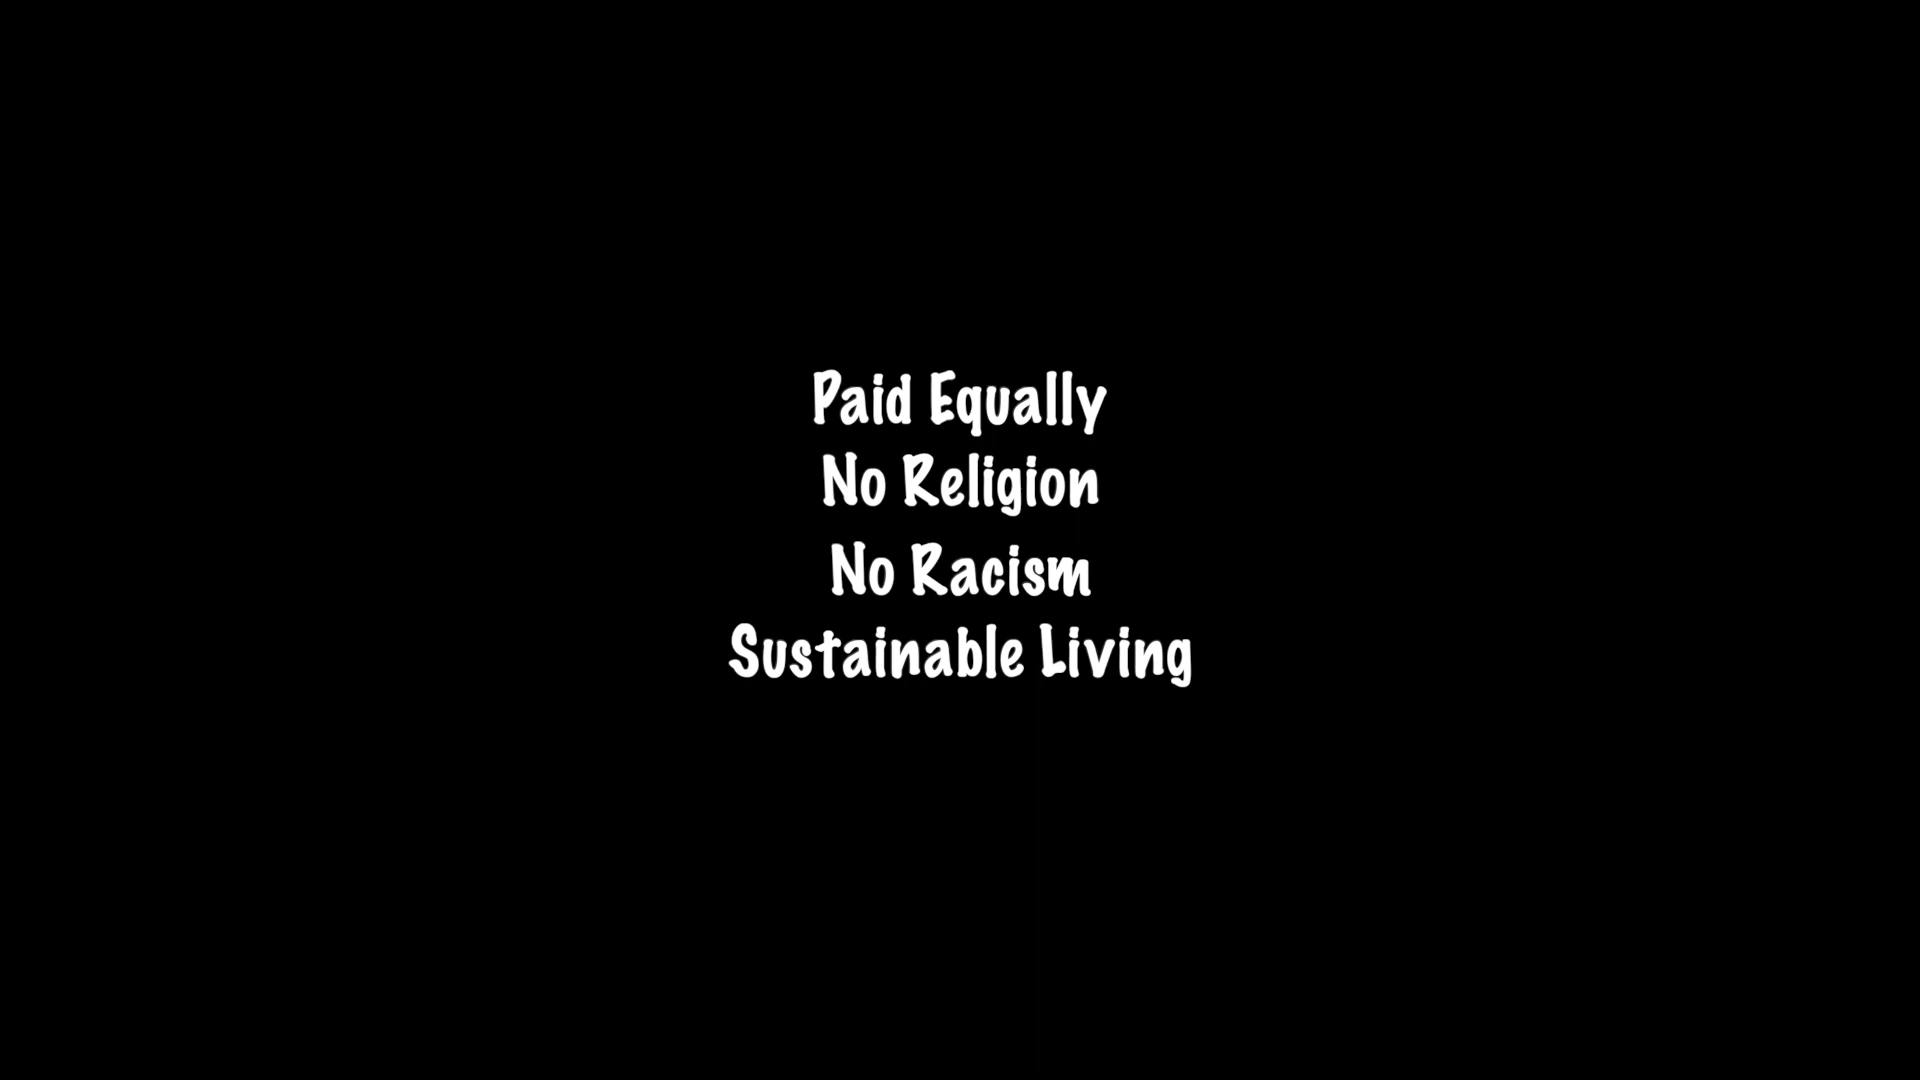 Paid Equally
No Religion
No Racism
Sustainable Living